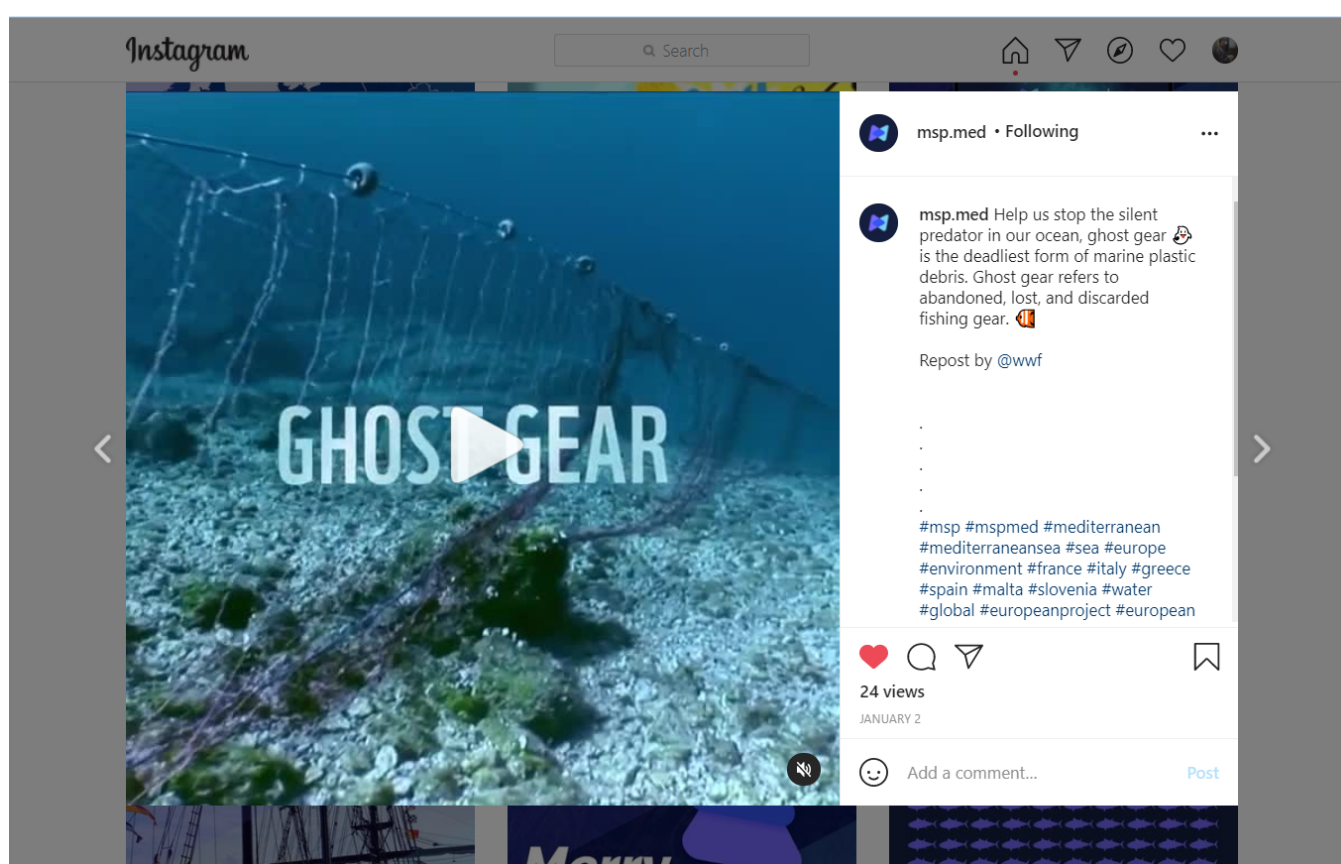 Instagram
Search
GHOST GEAR
msp.med • Following
msp.med Help us stop the silent
predator in our ocean, ghost gear 👻
is the deadliest form of marine plastic
debris. Ghost gear refers to
abandoned, lost, and discarded
fishing gear. 🐠
Repost by @wwf
.
.
.
.
.
#msp #mspmed #mediterranean
#mediterraneansea #sea #europe
#environment #france #italy #greece
#spain #malta #slovenia #water
#global #europeanproject #european
24 views
JANUARY 2
Add a comment...
Post
Merry